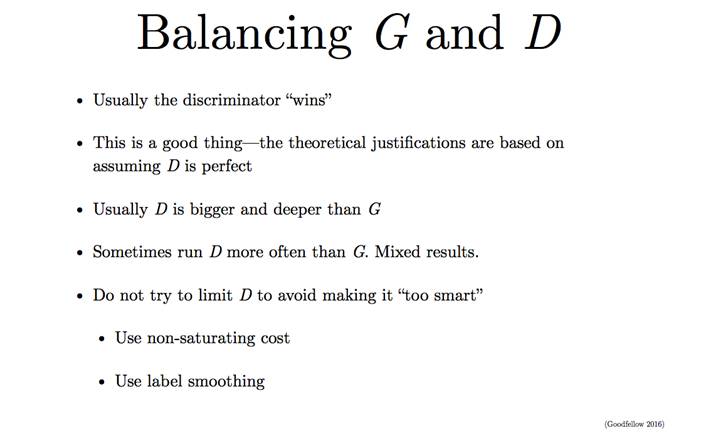 Balancing G and D
• Usually the discriminator “wins”
• This is a good thing—the theoretical justifications are based on
assuming D is perfect
• Usually D is bigger and deeper than G
• Sometimes run D more often than G. Mixed results.
• Do not try to limit D to avoid making it “too smart”
• Use non-saturating cost
• Use label smoothing
(Goodfellow 2016)